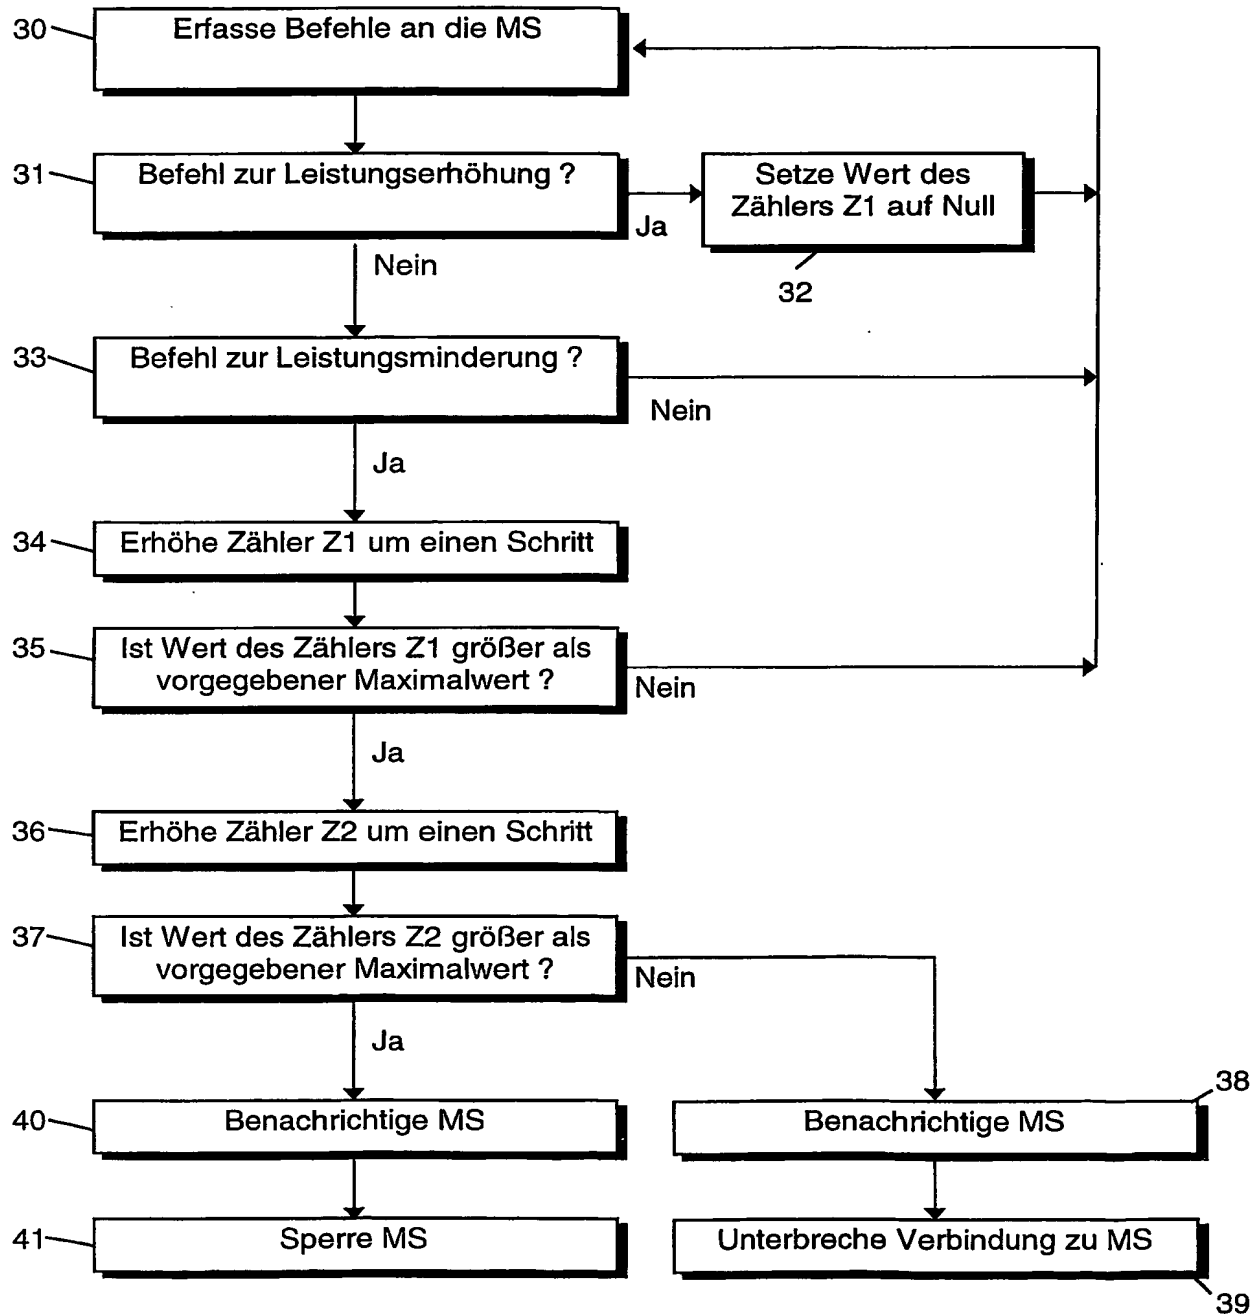 30
Erfasse Befehle an die MS
31
Befehl zur Leistungserhöhung ?
Ja
Setze Wert des
Zählers Z1 auf Null
32
Nein
33
Befehl zur Leistungsminderung ?
Nein
Ja
34
Erhöhe Zähler Z1 um einen Schritt
35
Ist Wert des Zählers Z1 größer als
vorgegebener Maximalwert ?
Nein
Ja
36
Erhöhe Zähler Z2 um einen Schritt
37
Ist Wert des Zählers Z2 größer als
vorgegebener Maximalwert ?
Nein
Ja
40
Benachrichtige MS
38
Benachrichtige MS
41
Sperre MS
Unterbreche Verbindung zu MS
39